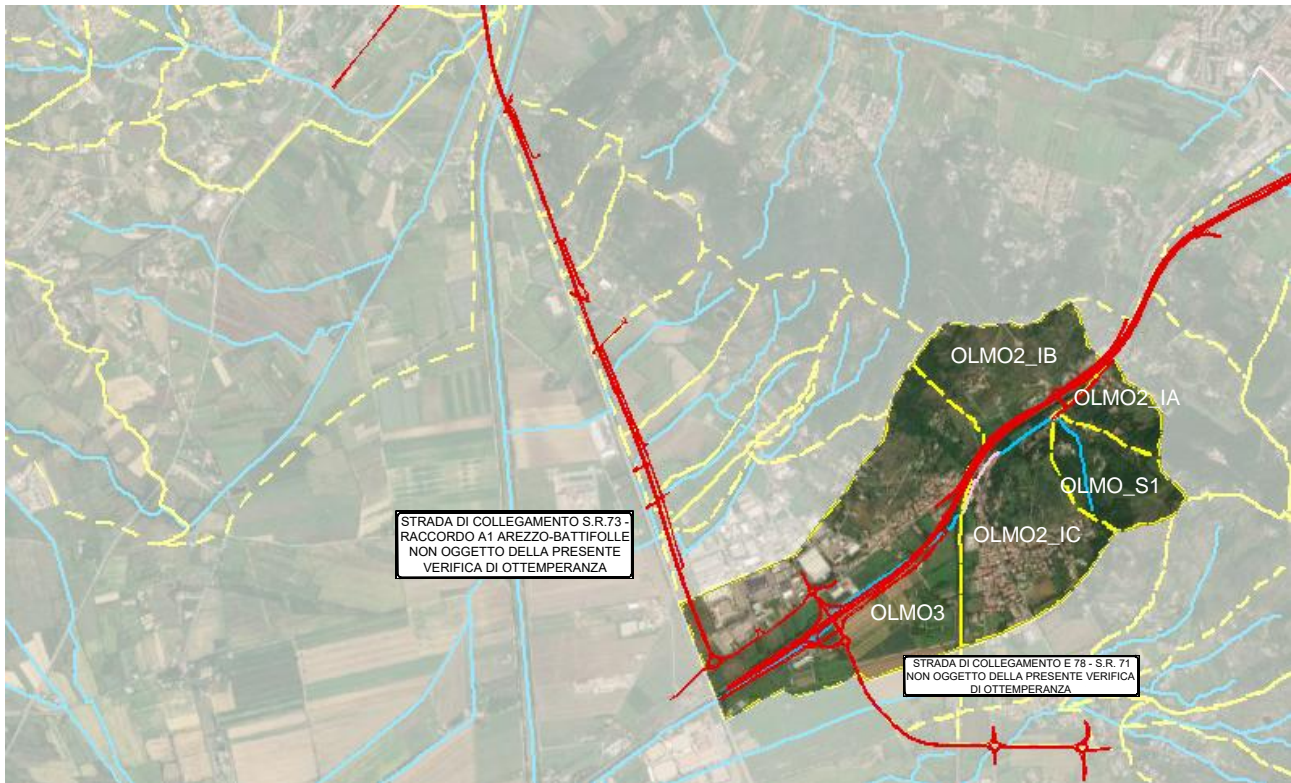 OLMO2_IB
OLMO2_IA
OLMO_S1
STRADA DI COLLEGAMENTO S.R.73 -
RACCORDO A1 AREZZO-BATTIFOLLE
NON OGGETTO DELLA PRESENTE
VERIFICA DI OTTEMPERANZA
OLMO2_IC
OLMO3
STRADA DI COLLEGAMENTO E 78 - S.R. 71
NON OGGETTO DELLA PRESENTE VERIFICA
DI OTTEMPERANZA